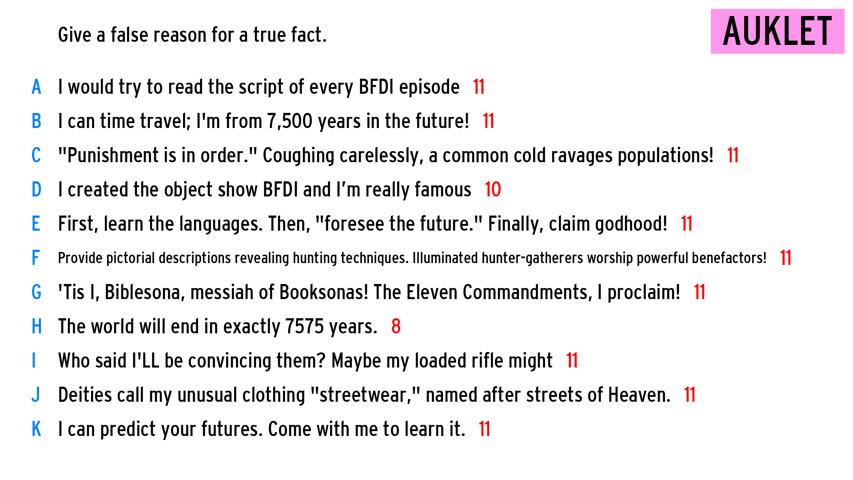 Give a false reason for a true fact.
AUKLET
A I would try to read the script of every BFDI episode 11
B I can time travel; I'm from 7,500 years in the future! 11
C "Punishment is in order." Coughing carelessly, a common cold ravages populations! 11
D I created the object show BFDI and I’m really famous 10
E First, learn the languages. Then, "foresee the future." Finally, claim godhood! 11
F Provide pictorial descriptions revealing hunting techniques. Illuminated hunter-gatherers worship powerful benefactors! 11
G 'Tis I, Biblesona, messiah of Booksonas! The Eleven Commandments, I proclaim! 11
H The world will end in exactly 7575 years. 8
I Who said I'LL be convincing them? Maybe my loaded rifle might 11
J Deities call my unusual clothing "streetwear," named after streets of Heaven. 11
K I can predict your futures. Come with me to learn it. 11